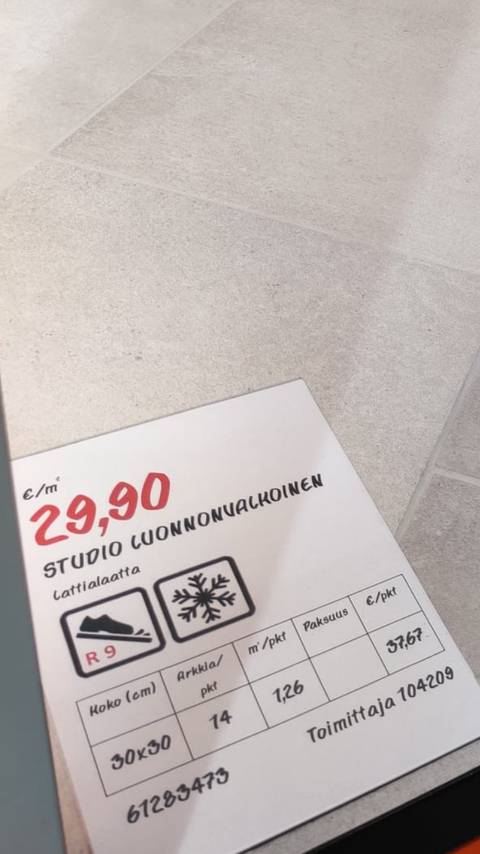 €/m²
29,90
STUDIO LUONNONVALKOINEN
Lattialaatta
R 9
Koko (cm) Arkkia/pkt m²/pkt Paksuus €/pkt
30x30 14 1,26 37,67
61283473 Toimittaja 104209